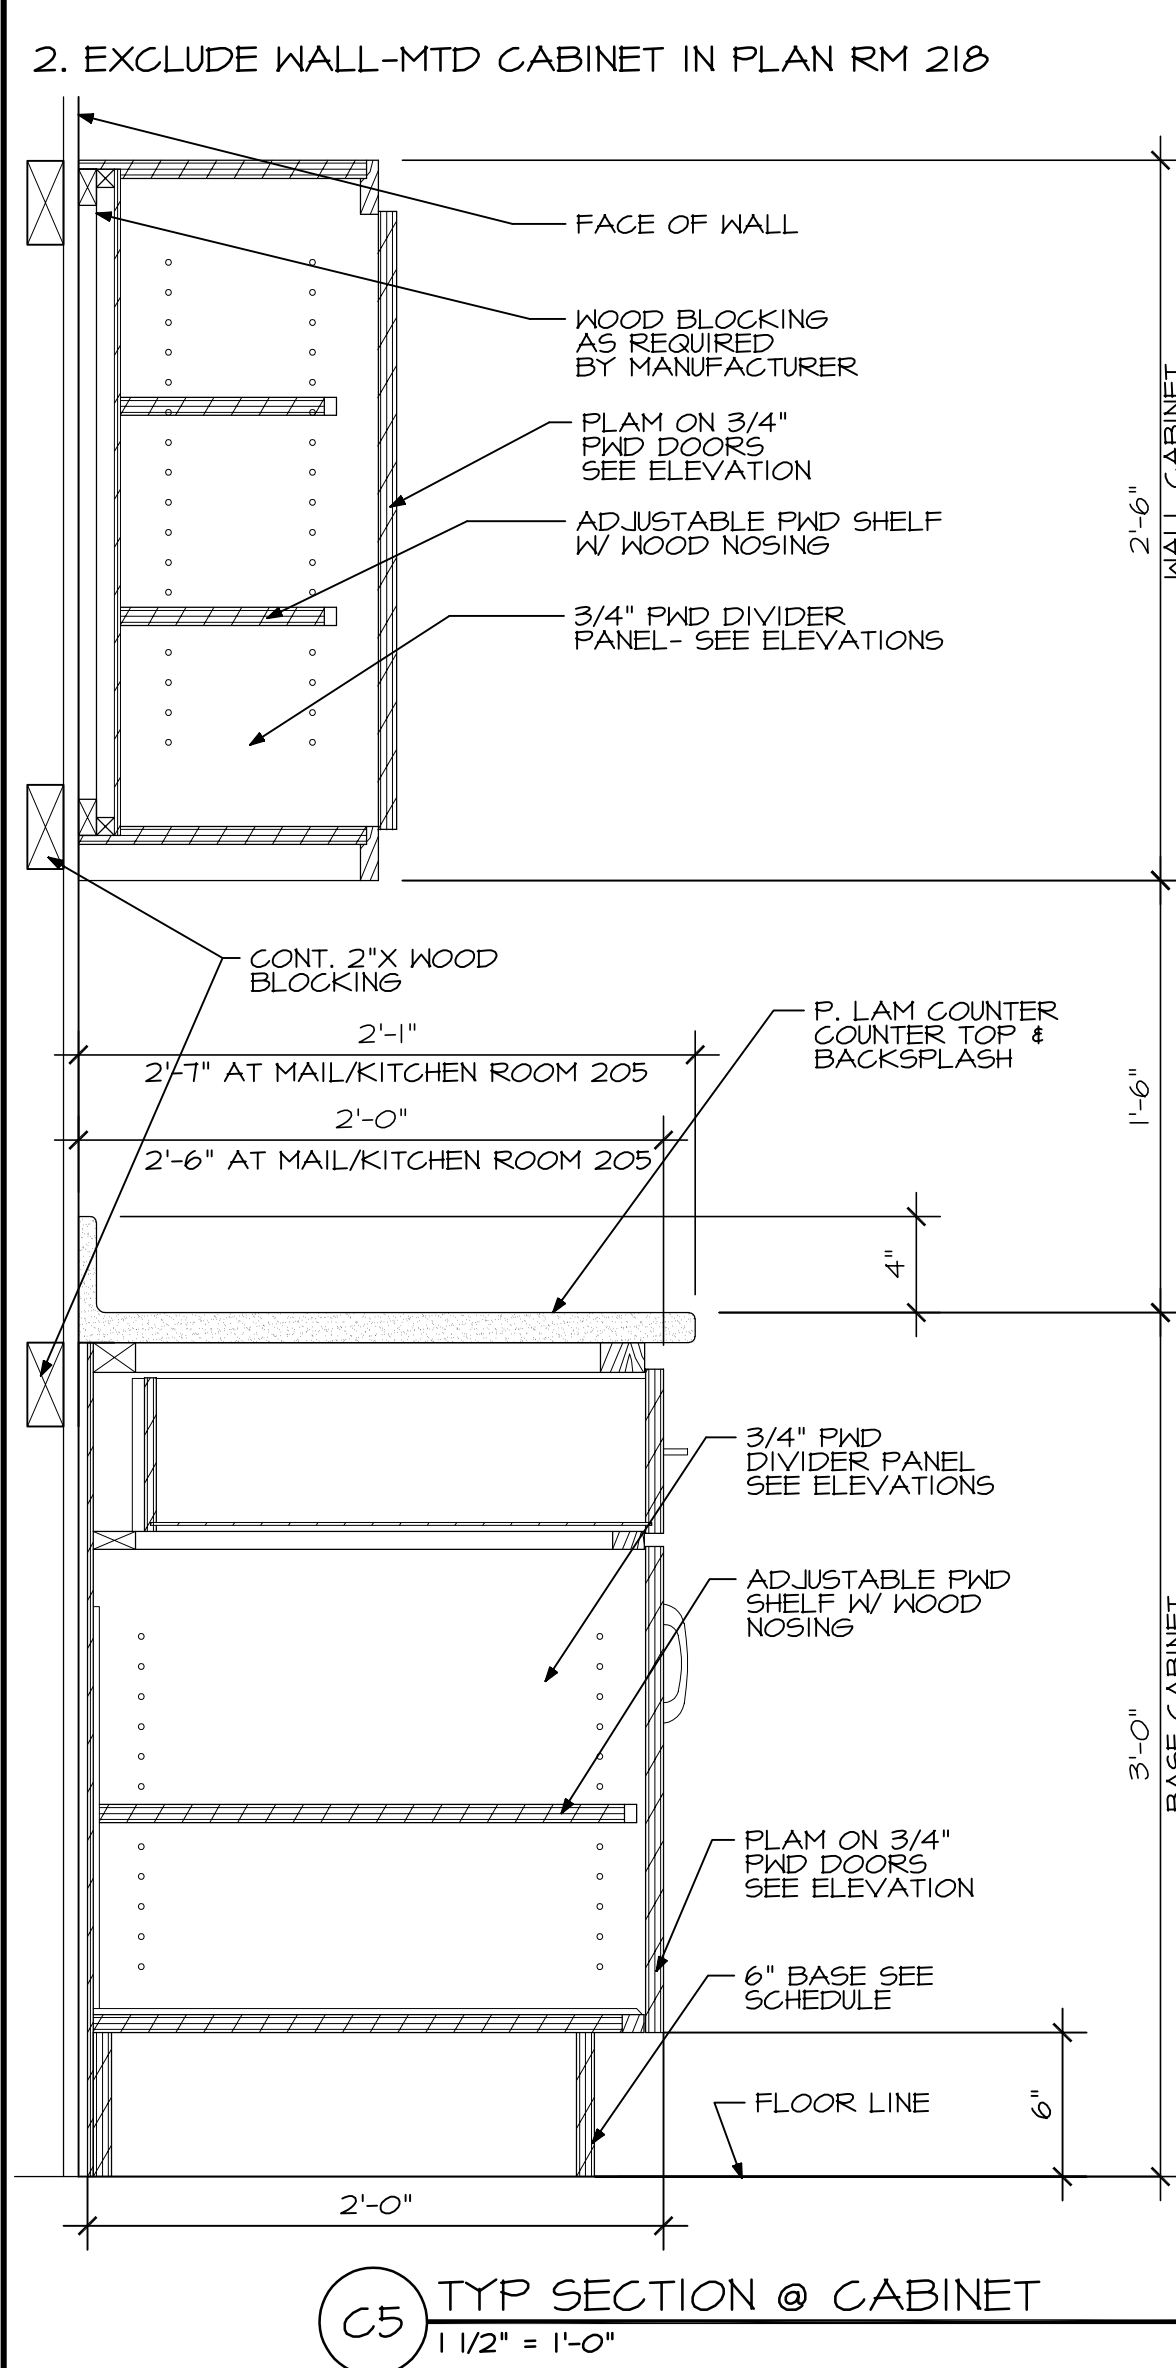 2. EXCLUDE WALL-MTD CABINET IN PLAN RM 218
FACE OF WALL
WOOD BLOCKING
AS REQUIRED
BY MANUFACTURER
PLAM ON 3/4"
PWD DOORS
SEE ELEVATION
ADJUSTABLE PWD SHELF
W/ WOOD NOSING
3/4" PWD DIVIDER
PANEL- SEE ELEVATIONS
2'-6"
WALL CABINET
CONT. 2"X WOOD
BLOCKING
P. LAM COUNTER
COUNTER TOP &
BACKSPLASH
2'-1"
2'-7" AT MAIL/KITCHEN ROOM 205
2'-0"
2'-6" AT MAIL/KITCHEN ROOM 205
1'-6"
4"
3/4" PWD
DIVIDER PANEL
SEE ELEVATIONS
ADJUSTABLE PWD
SHELF W/ WOOD
NOSING
3'-0"
BASE CABINET
PLAM ON 3/4"
PWD DOORS
SEE ELEVATION
6" BASE SEE
SCHEDULE
FLOOR LINE
6"
2'-0"
C5
TYP SECTION @ CABINET
1 1/2" = 1'-0"